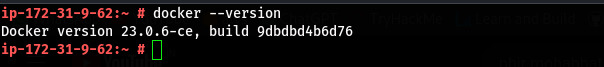 ip-172-31-9-62:~ # docker --version
Docker version 23.0.6-ce, build 9dbdbd4b6d76
ip-172-31-9-62:~ #